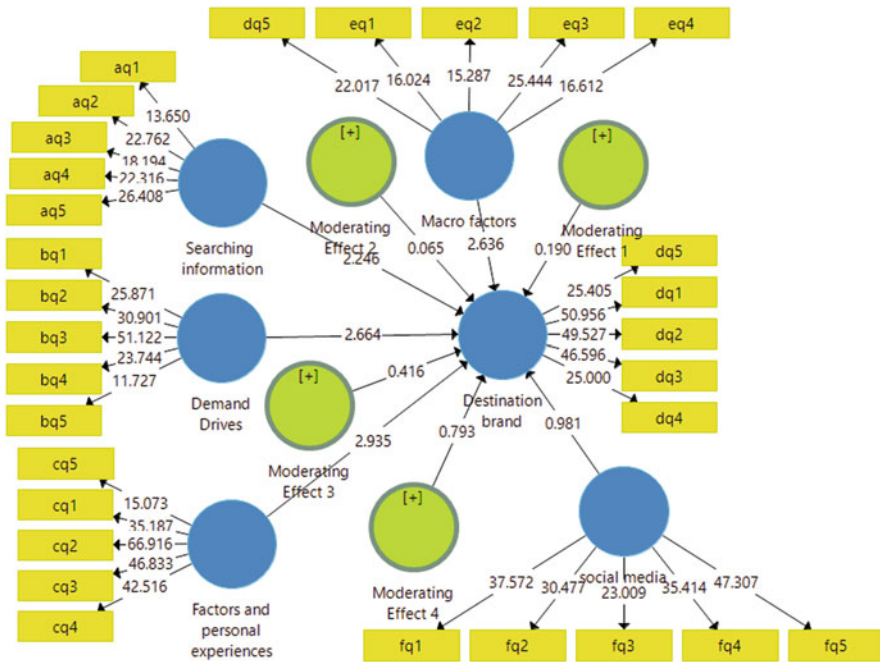 dq5
eq1
eq2
eq3
eq4
22.017
16.024
15.287
25.444
16.612
Macro factors
2.636
aq1
aq2
aq3
aq4
aq5
13.650
22.762
18.194
22.316
26.408
Searching
information
2.246
[+]
Moderating
Effect 2
0.065
[+]
Moderating
Effect 1
0.190
bq1
bq2
bq3
bq4
bq5
25.871
30.901
51.122
23.744
11.727
Demand
Drives
2.664
[+]
Moderating
Effect 3
0.416
Destination
brand
25.405
50.956
49.527
46.596
25.000
dq5
dq1
dq2
dq3
dq4
cq5
cq1
cq2
cq3
cq4
15.073
35.187
66.916
46.833
42.516
Factors and
personal
experiences
2.935
[+]
Moderating
Effect 4
0.793
0.981
social media
37.572
30.477
23.009
35.414
47.307
fq1
fq2
fq3
fq4
fq5